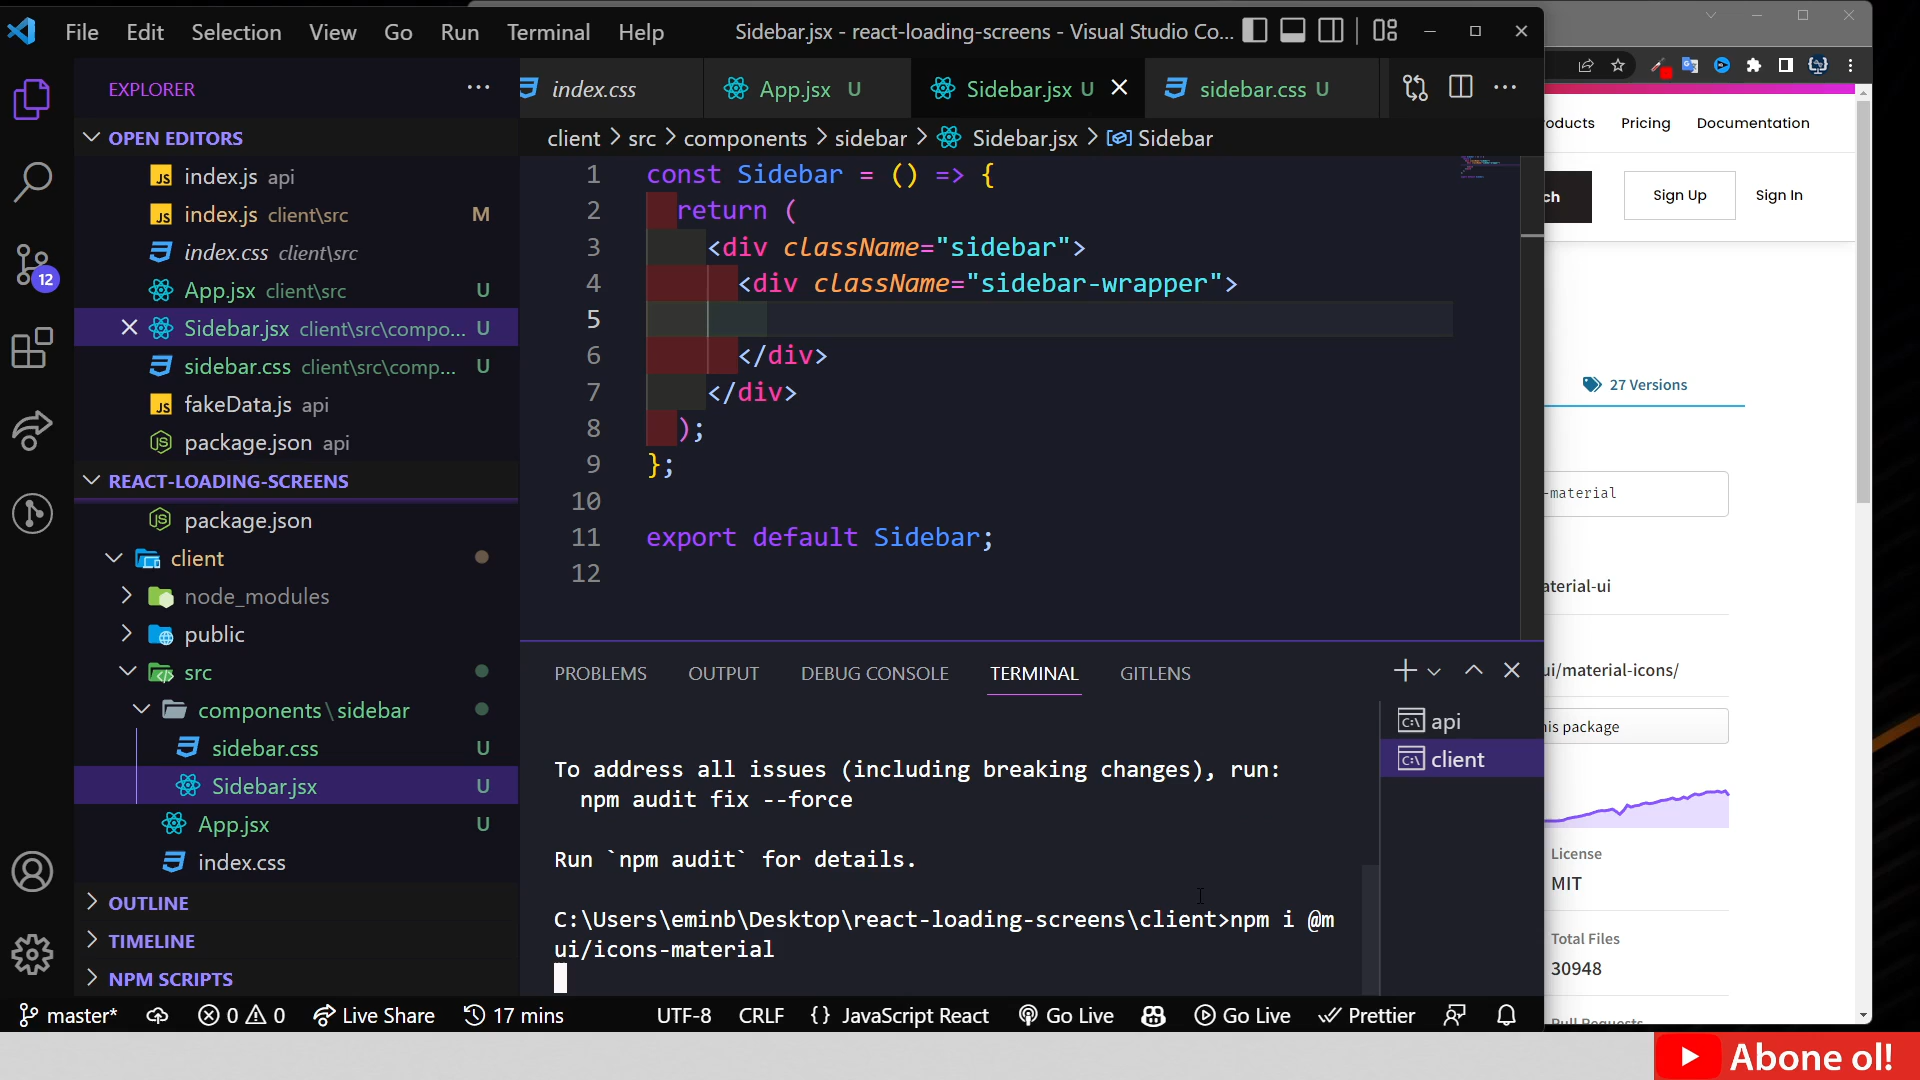 File Edit Selection View Go Run Terminal Help
Sidebar.jsx - react-loading-screens - Visual Studio Co...
EXPLORER
OPEN EDITORS
index.js api
index.js client\src M
index.css client\src
App.jsx client\src U
Sidebar.jsx client\src\compo... U
sidebar.css client\src\comp... U
fakeData.js api
package.json api
REACT-LOADING-SCREENS
package.json
client
node_modules
public
src
components\sidebar
sidebar.css U
Sidebar.jsx U
App.jsx U
index.css
OUTLINE
TIMELINE
NPM SCRIPTS
12
index.css App.jsx U Sidebar.jsx U sidebar.css U
client > src > components > sidebar > Sidebar.jsx > Sidebar
1 const Sidebar = () => {
2 return (
3 <div className="sidebar">
4 <div className="sidebar-wrapper">
5
6 </div>
7 </div>
8 );
9 };
10
11 export default Sidebar;
12
PROBLEMS OUTPUT DEBUG CONSOLE TERMINAL GITLENS
To address all issues (including breaking changes), run:
npm audit fix --force
Run `npm audit` for details.
C:\Users\eminb\Desktop\react-loading-screens\client>npm i @m
ui/icons-material
api
client
master* 0 0 Live Share 17 mins UTF-8 CRLF {} JavaScript React Go Live Go Live Prettier
oducts Pricing Documentation
ch Sign Up Sign In
27 Versions
-material
aterial-ui
ui/material-icons/
his package
License
MIT
Total Files
30948
Pull Requests
Abone ol!